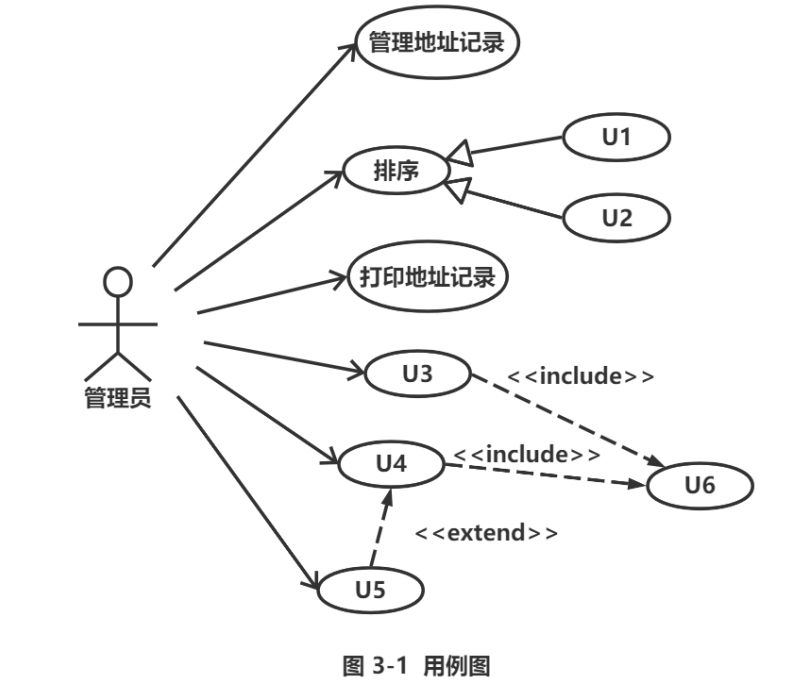 管理地址记录
U1
排序
U2
打印地址记录
管理员
U3
<<include>>
U4
<<include>>
U6
<<extend>>
U5
图 3-1 用例图